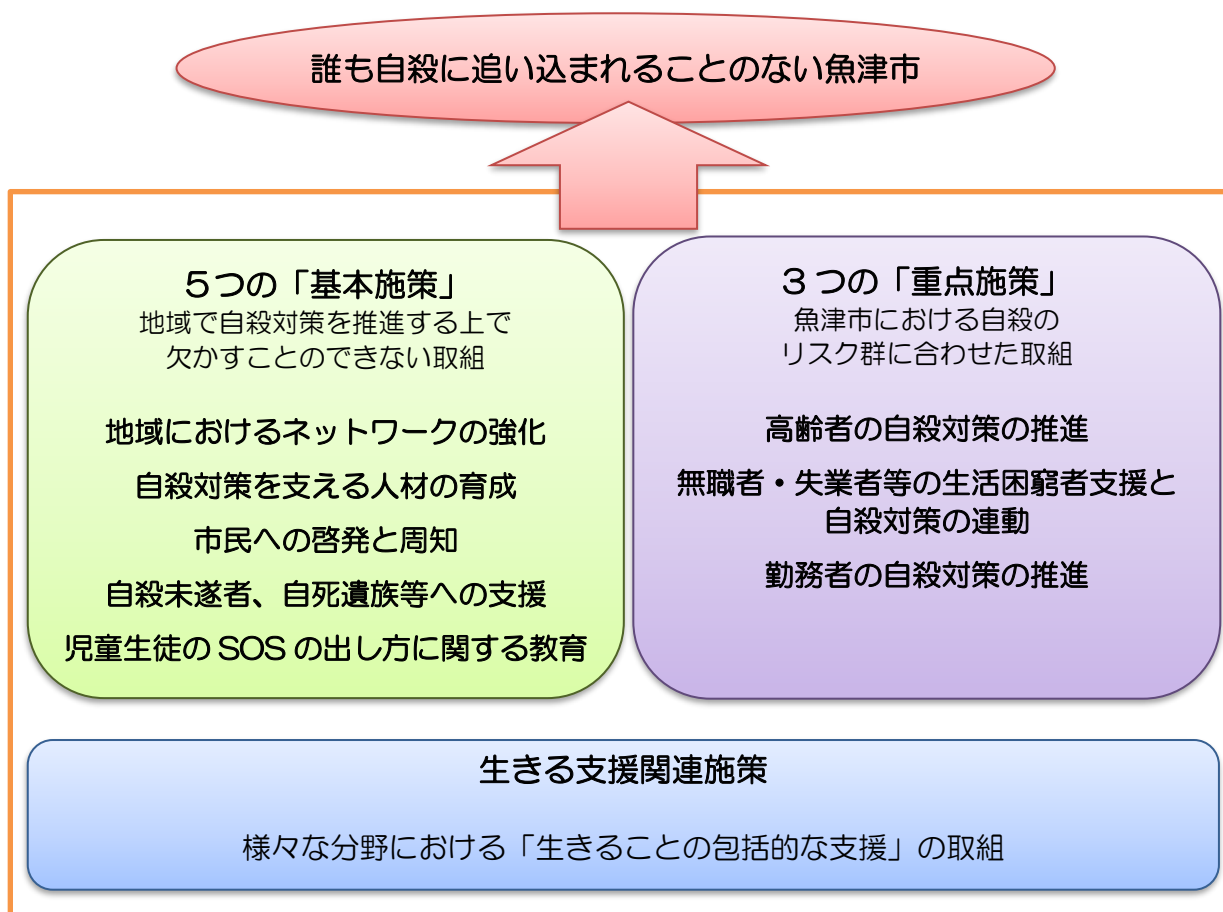 誰も自殺に追い込まれることのない魚津市
5つの「基本施策」
地域で自殺対策を推進する上で
欠かすことのできない取組
地域におけるネットワークの強化
自殺対策を支える人材の育成
市民への啓発と周知
自殺未遂者、自死遺族等への支援
児童生徒の SOS の出し方に関する教育
3つの「重点施策」
魚津市における自殺の
リスク群に合わせた取組
高齢者の自殺対策の推進
無職者・失業者等の生活困窮者支援と
自殺対策の連動
勤務者の自殺対策の推進
生きる支援関連施策
様々な分野における「生きることの包括的な支援」の取組